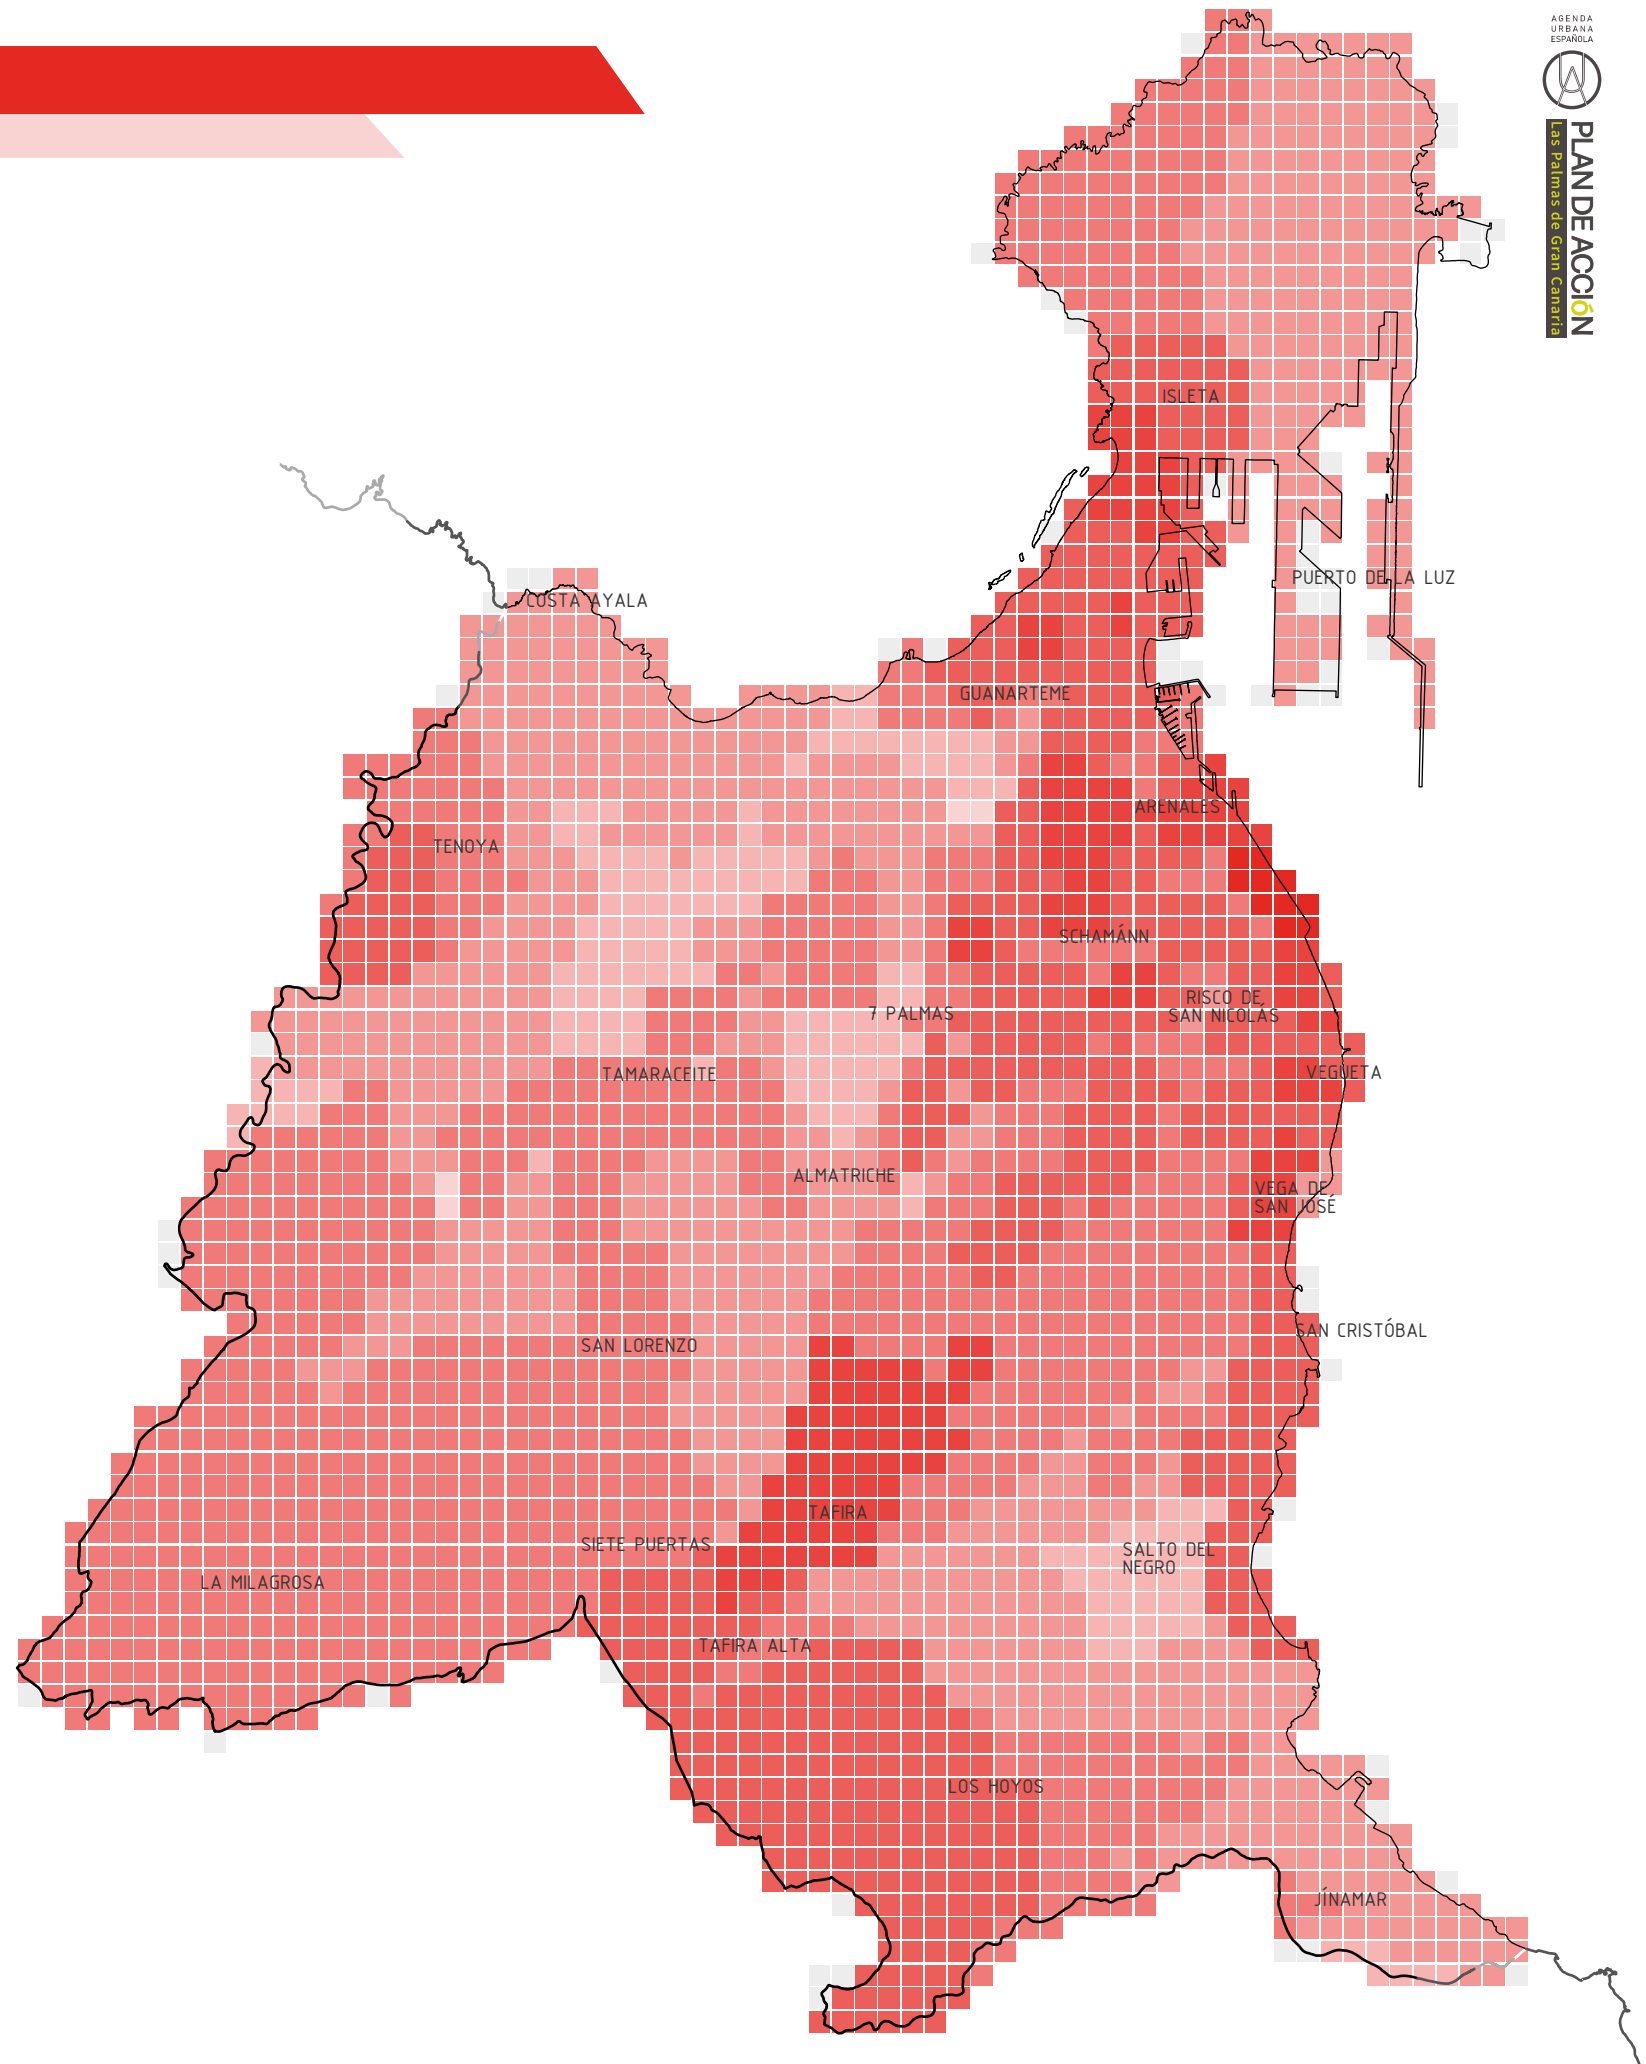 AGENDA
URBANA
ESPAÑOLA
PLAN DE ACCIÓN
Las Palmas de Gran Canaria
ISLETA
PUERTO DE LA LUZ
COSTA AYALA
GUANARTEME
ARENALES
TENOYA
SCHAMÁNN
RISCO DE
SAN NICOLÁS
7 PALMAS
TAMARACEITE
VEGUETA
ALMATRICHE
VEGA DE
SAN JOSÉ
SAN CRISTÓBAL
SAN LORENZO
TAFIRA
SIETE PUERTAS
SALTO DEL
NEGRO
LA MILAGROSA
TAFIRA ALTA
LOS HOYOS
JÍNAMAR